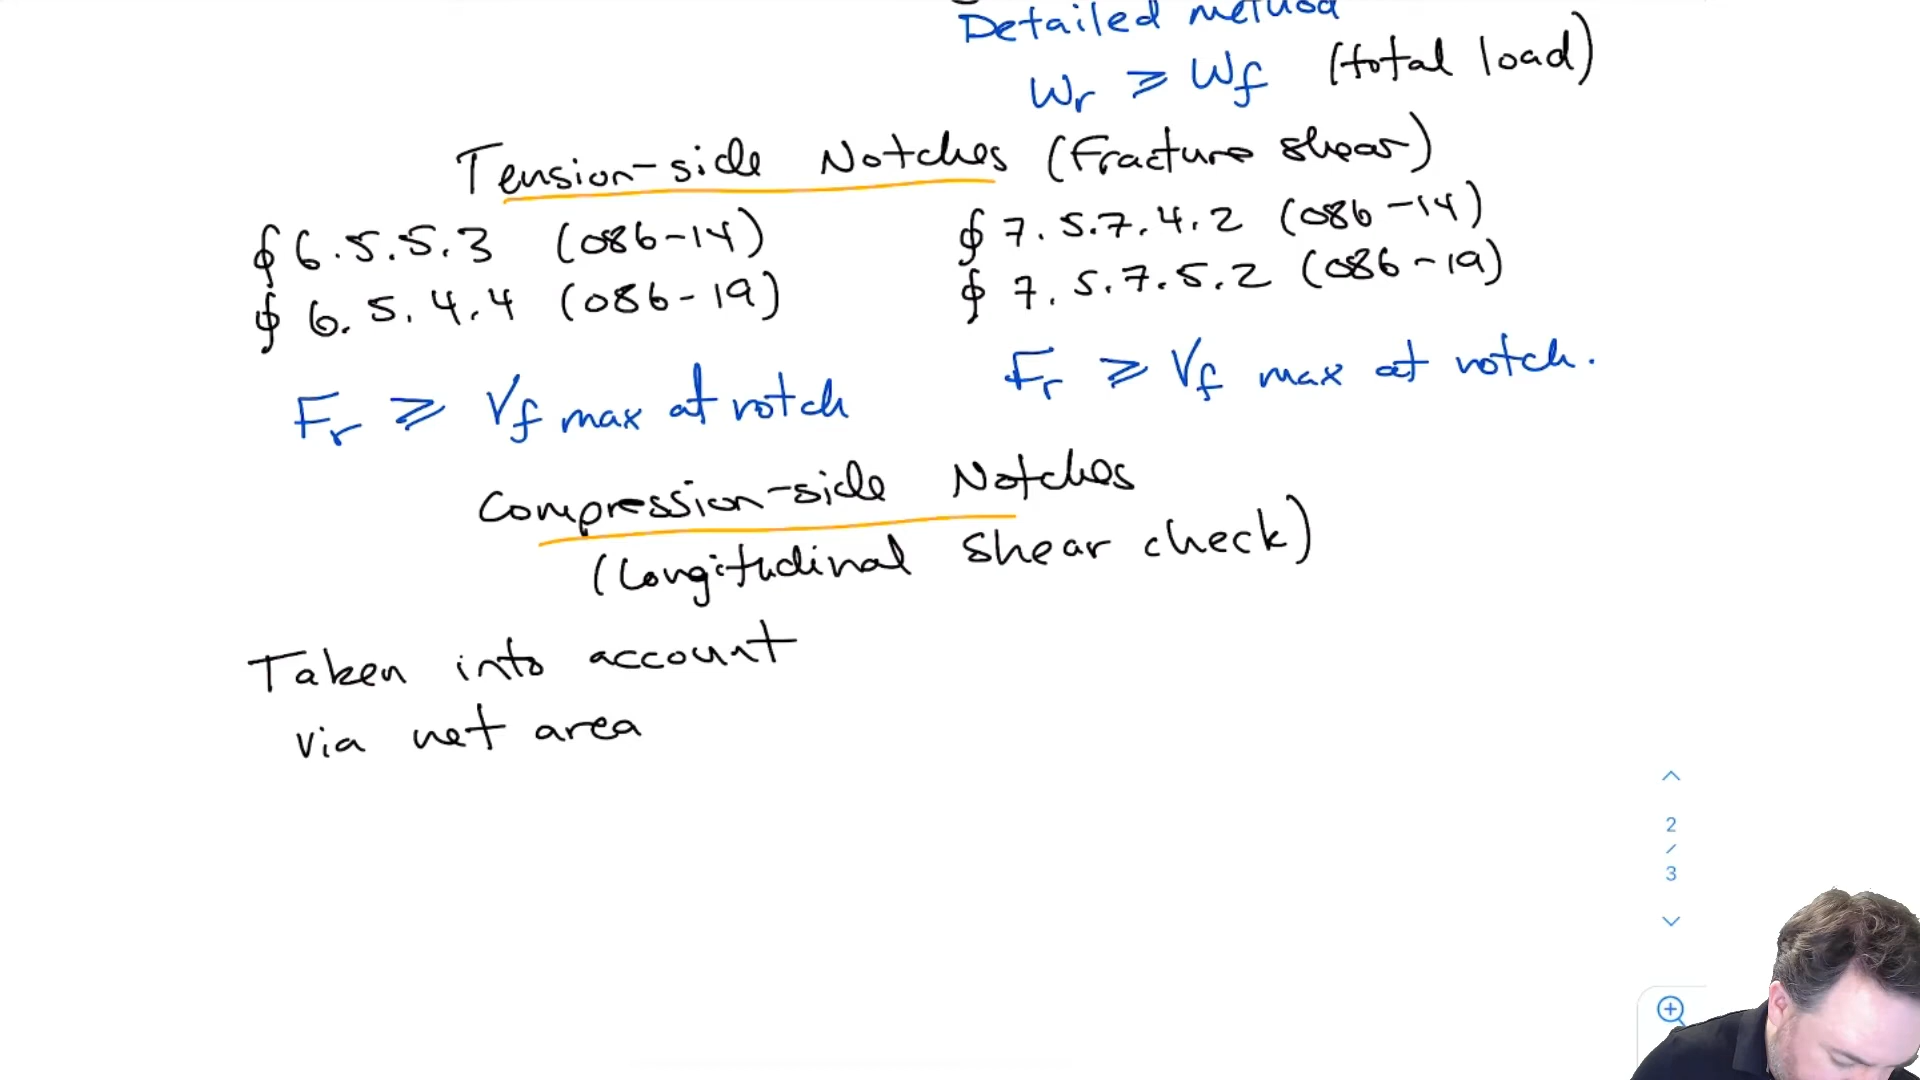 Detailed method
Wr ⩾ Wf (total load)
Tension-side Notches (Fracture shear)
§ 6.5.5.3 (086-14)
§ 6.5.4.4 (086-19)
Fr ⩾ Vf max at notch
§ 7.5.7.4.2 (086-14)
§ 7.5.7.5.2 (086-19)
Fr ⩾ Vf max at notch.
Compression-side Notches
(Longitudinal Shear check)
Taken into account
via net area
2
/
3